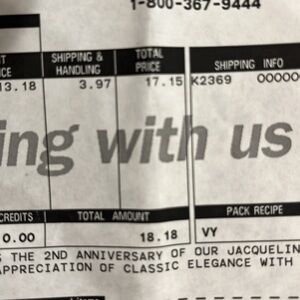 1-800-367-9444
SHIPPING & HANDLING TOTAL PRICE SHIPPING INFO
13.18 3.97 17.15 K2369 00000
ing with us
CREDITS TOTAL AMOUNT PACK RECIPE
0.00 18.18 VY
THE 2ND ANNIVERSARY OF OUR JACQUELIN
APPRECIATION OF CLASSIC ELEGANCE WITH